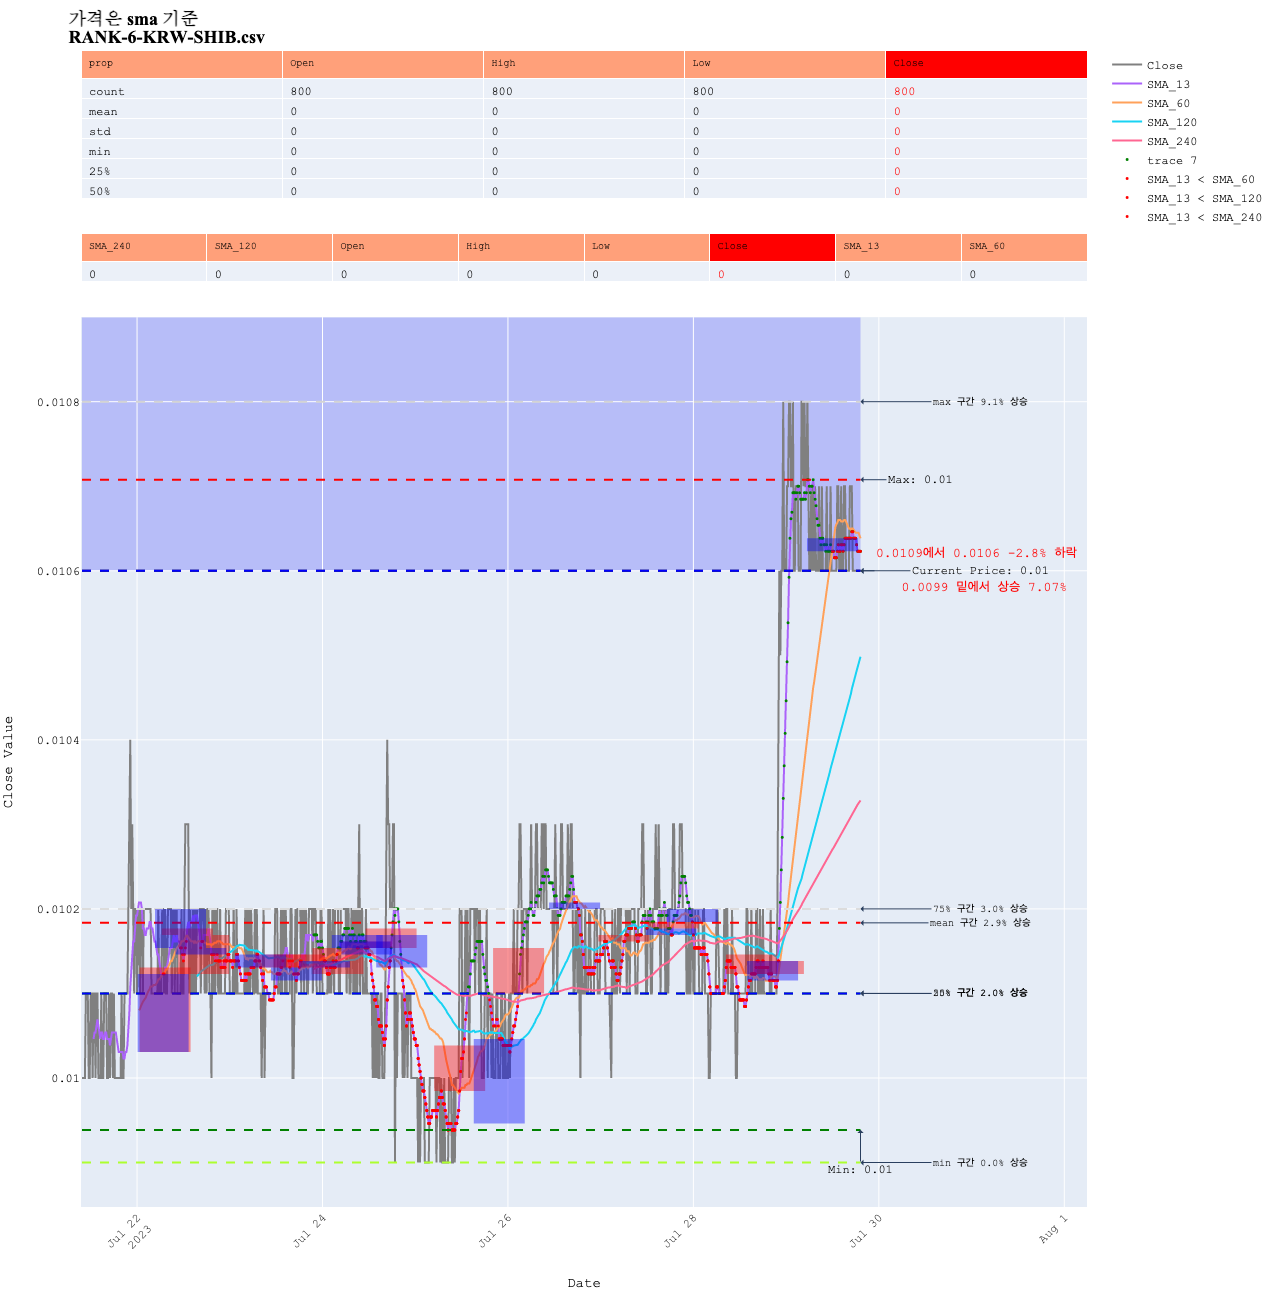 가격은 sma 기준
RANK-6-KRW-SHIB.csv
prop Open High Low Close
count 800 800 800 800
mean 0 0 0 0
std 0 0 0 0
min 0 0 0 0
25% 0 0 0 0
50% 0 0 0 0
SMA_240 SMA_120 Open High Low Close SMA_13 SMA_60
0 0 0 0 0 0 0 0
Close
SMA_13
SMA_60
SMA_120
SMA_240
trace 7
SMA_13 < SMA_60
SMA_13 < SMA_120
SMA_13 < SMA_240
Close Value
0.0108
0.0106
0.0104
0.0102
0.01
max 구간 9.1% 상승
Max: 0.01
0.0109에서 0.0106 -2.8% 하락
Current Price: 0.01
0.0099 밑에서 상승 7.07%
75% 구간 3.0% 상승
mean 구간 2.9% 상승
구간 2.0% 상승
min 구간 0.0% 상승
Min: 0.01
Jul 22
2023
Jul 24
Jul 26
Jul 28
Jul 30
Aug 1
Date